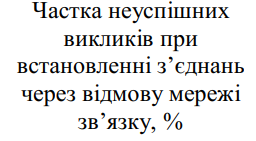 Частка неуспішних
викликів при
встановленні з’єднань
через відмову мережі
зв’язку, %